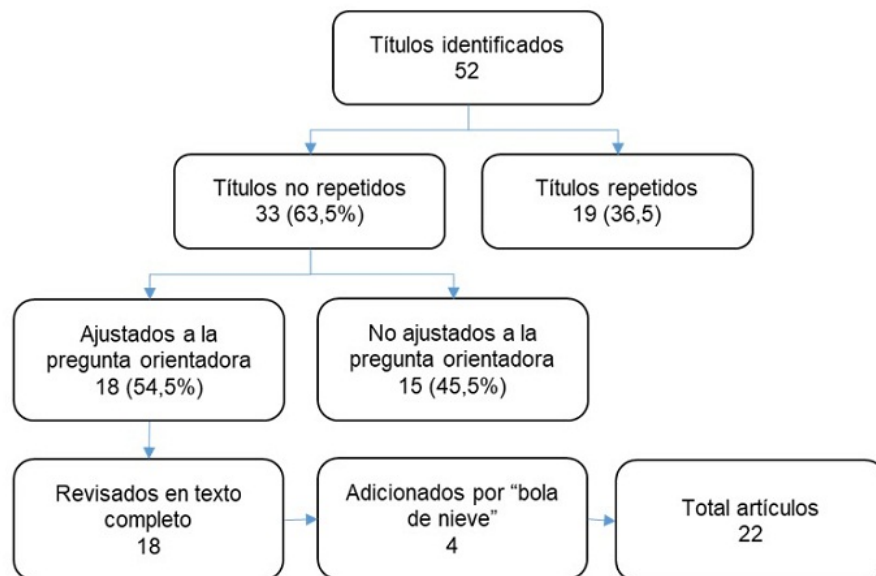 Títulos identificados
52
Títulos no repetidos
33 (63,5%)
Títulos repetidos
19 (36,5)
Ajustados a la
pregunta orientadora
18 (54,5%)
No ajustados a la
pregunta orientadora
15 (45,5%)
Revisados en texto
completo
18
Adicionados por “bola
de nieve”
4
Total artículos
22